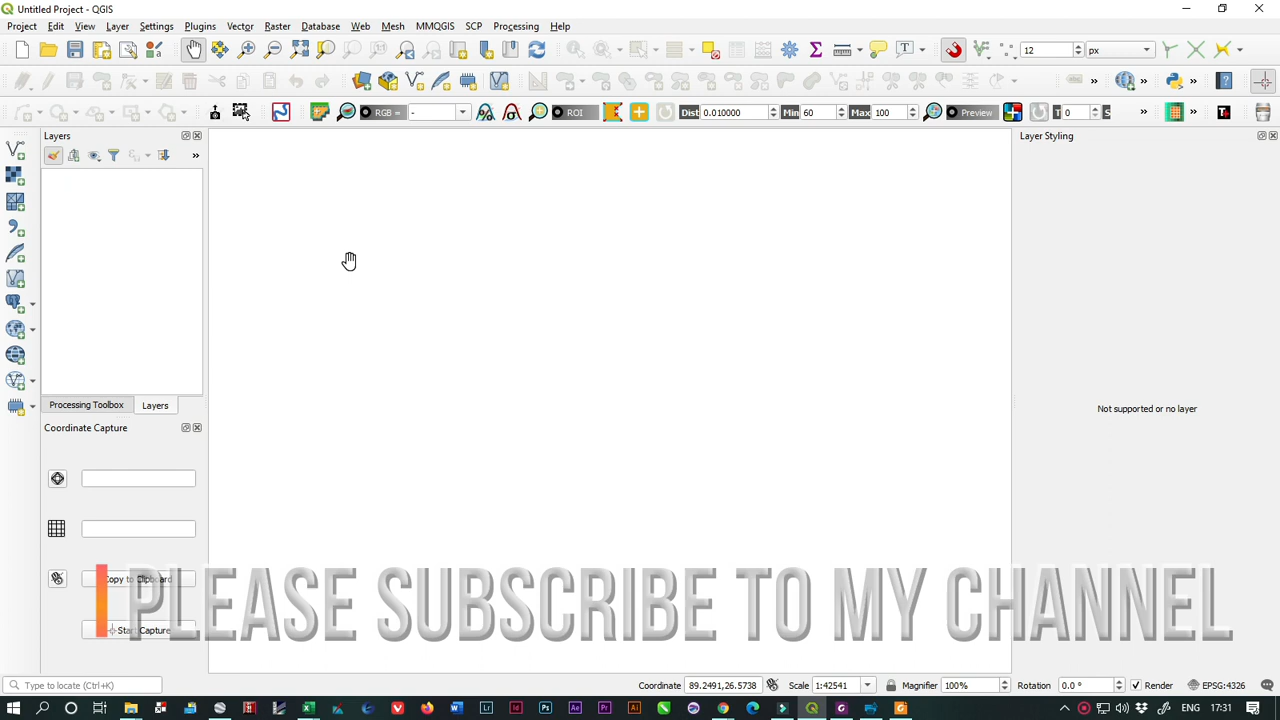 Untitled Project - QGIS
Project Edit View Layer Settings Plugins Vector Raster Database Web Mesh MMQGIS SCP Processing Help
12 px
RGB = - ROI Dist 0.010000 Min 60 Max 100 Preview T 0 S
Layers
Layer Styling
Not supported or no layer
Processing Toolbox Layers
Coordinate Capture
Copy to Clipboard
Start Capture
PLEASE SUBSCRIBE TO MY CHANNEL
Type to locate (Ctrl+K) Coordinate 89.2491,26.5738 Scale 1:42541 Magnifier 100% Rotation 0.0 ° Render EPSG:4326
ENG 17:31